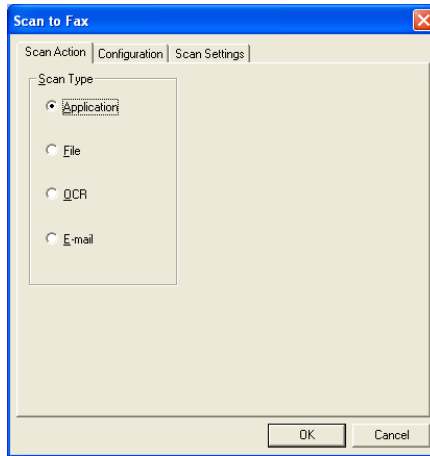 Scan to Fax
Scan Action Configuration Scan Settings
Scan Type
Application
File
OCR
E-mail
OK Cancel